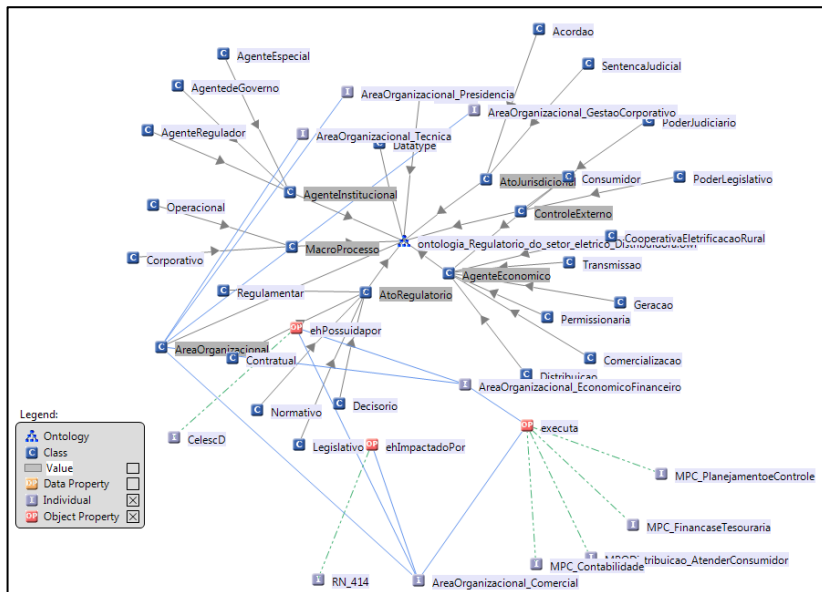 Acordao
AgenteEspecial
SentencaJudicial
AgentedeGoverno
AreaOrganizacional_Presidencia
AreaOrganizacional_GestaoCorporativo
PoderJudiciario
AgenteRegulador
AreaOrganizacional_Tecnica
Datatype
AtoJurisdicional
Consumidor
PoderLegislativo
AgenteInstitucional
Operacional
ControleExterno
MacroProcesso
ontologia_Regulatorio_do_setor_eletrico_Distribuidora.owl
CooperativaEletrificacaoRural
Corporativo
AgenteEconomico
Transmissao
Regulamentar
AtoRegulatorio
Geracao
Permissionaria
ehPossuidapor
AreaOrganizacional
Contratual
Comercializacao
Distribuicao
AreaOrganizacional_EconomicoFinanceiro
Normativo
Decisorio
Legend:
executa
Ontology
CelescD
Legislativo
ehImpactadoPor
Class
Value
MPC_PlanejamentoeControle
Data Property
Individual
Object Property
MPC_FinancaseTesouraria
MPC_Contabilidade
RN_414
AreaOrganizacional_Comercial